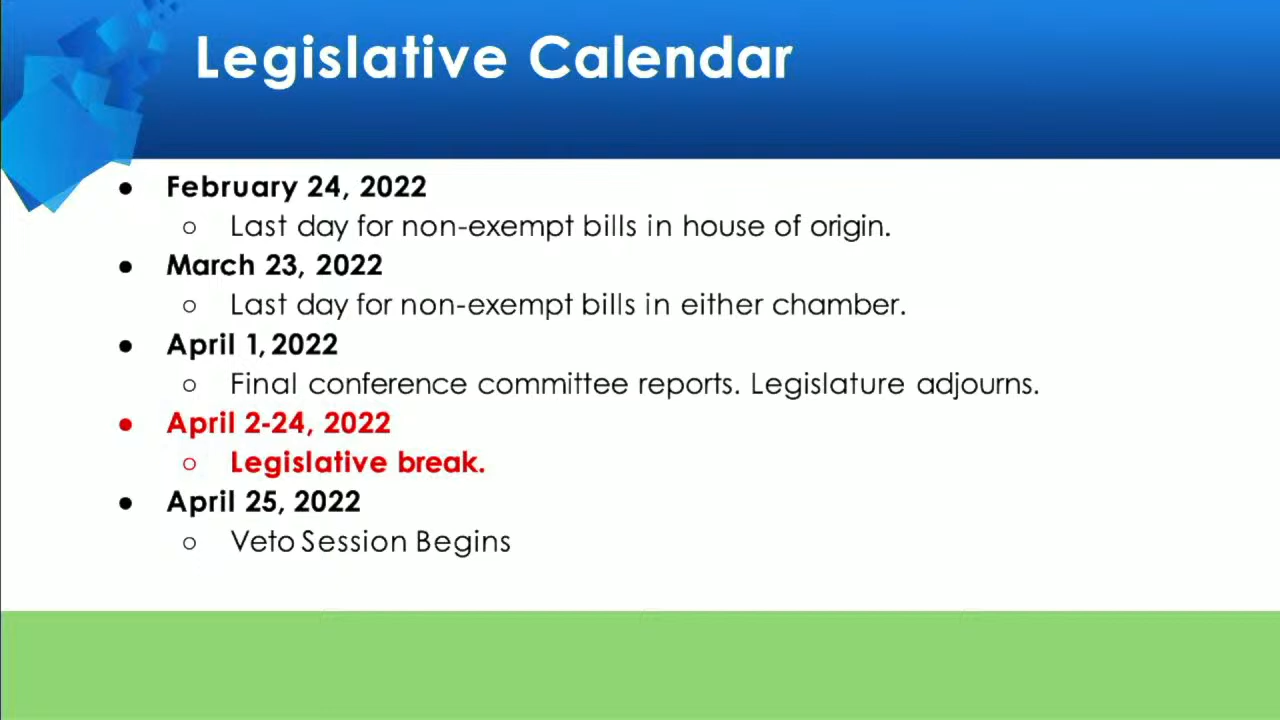 Legislative Calendar
● February 24, 2022
○ Last day for non-exempt bills in house of origin.
● March 23, 2022
○ Last day for non-exempt bills in either chamber.
● April 1, 2022
○ Final conference committee reports. Legislature adjourns.
● April 2-24, 2022
○ Legislative break.
● April 25, 2022
○ Veto Session Begins